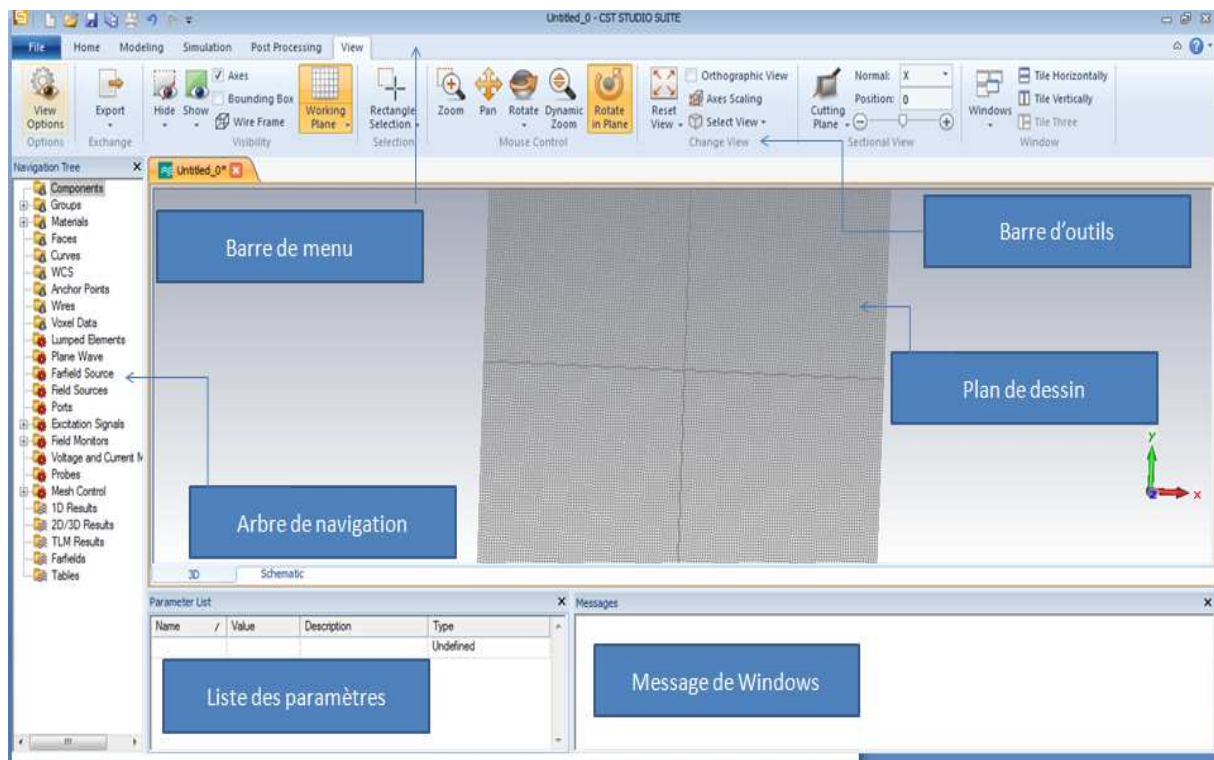 Untitled_0 - CST STUDIO SUITE
File Home Modeling Simulation Post Processing View
View Options
Options
Export
Exchange
Hide Show
Axes
Bounding Box
Wire Frame
Working Plane
Visibility
Rectangle Selection
Selection
Zoom Pan Rotate Dynamic Zoom Rotate in Plane
Mouse Control
Reset View
Orthographic View
Axes Scaling
Select View
Change View
Cutting Plane
Normal: X
Position: 0
Sectional View
Windows
Tile Horizontally
Tile Vertically
Tile Three
Window
Navigation Tree
Components
Groups
Materials
Faces
Curves
WCS
Anchor Points
Wires
Voxel Data
Lumped Elements
Plane Wave
Farfield Source
Field Sources
Ports
Excitation Signals
Field Monitors
Voltage and Current M
Probes
Mesh Control
1D Results
2D/3D Results
TLM Results
Farfields
Tables
Untitled_0*
Barre de menu
Barre d'outils
Plan de dessin
Arbre de navigation
y
z
x
3D Schematic
Parameter List
Name / Value Description Type
Undefined
Liste des paramètres
Messages
Message de Windows